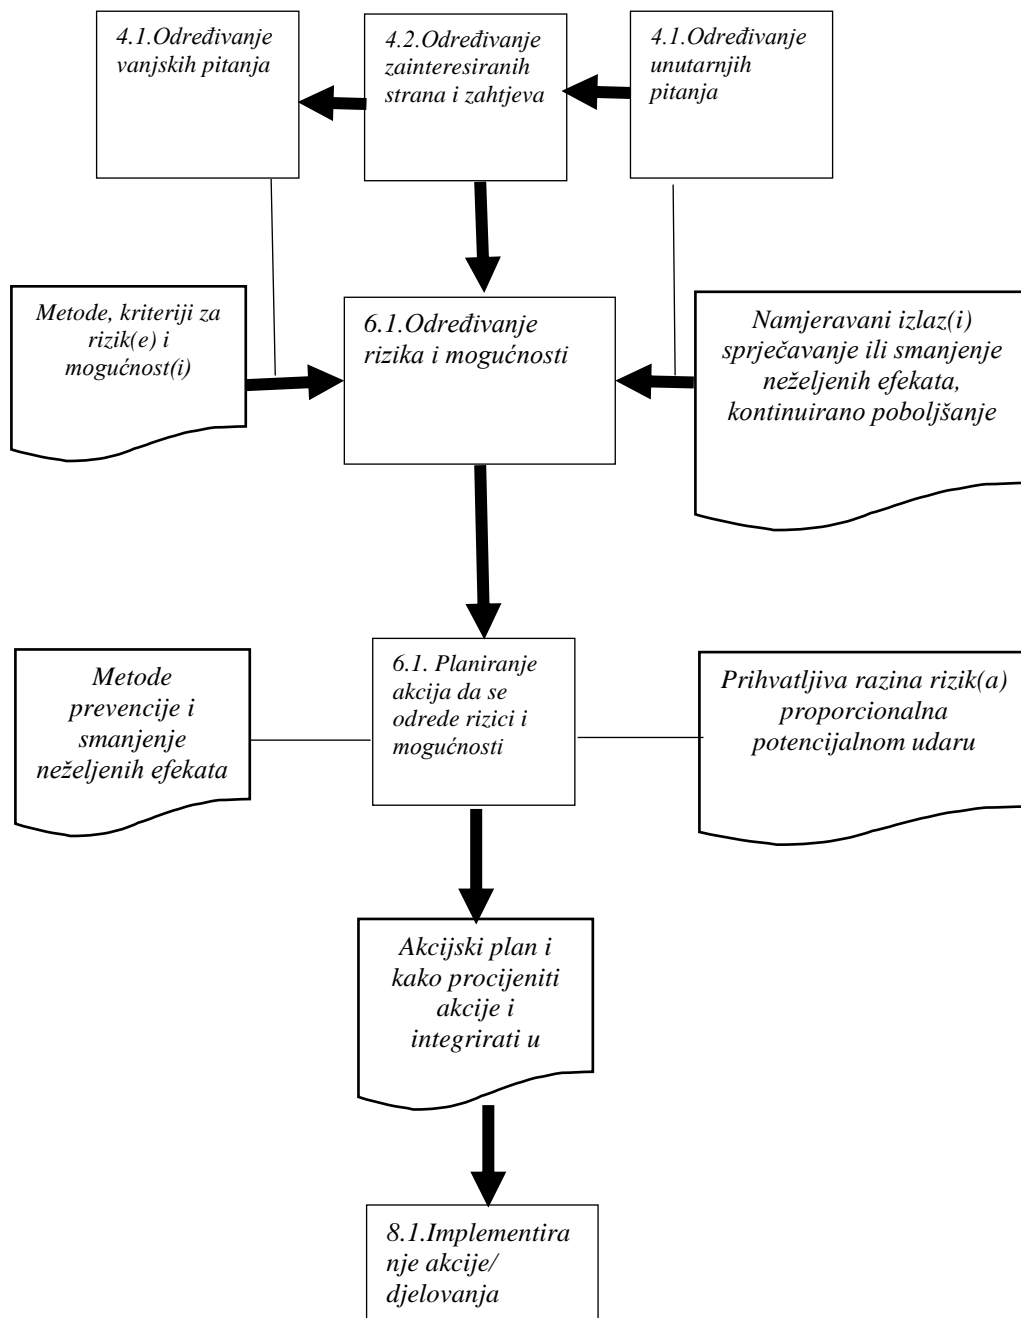 4.1.Određivanje
vanjskih pitanja
4.2.Određivanje
zainteresiranih
strana i zahtjeva
4.1.Određivanje
unutarnjih
pitanja
Metode, kriteriji za
rizik(e) i
mogućnost(i)
6.1.Određivanje
rizika i mogućnosti
Namjeravani izlaz(i)
sprječavanje ili smanjenje
neželjenih efekata,
kontinuirano poboljšanje
Metode
prevencije i
smanjenje
neželjenih efekata
6.1. Planiranje
akcija da se
odrede rizici i
mogućnosti
Prihvatljiva razina rizik(a)
proporcionalna
potencijalnom udaru
Akcijski plan i
kako procijeniti
akcije i
integrirati u
8.1.Implementira
nje akcije/
djelovanja